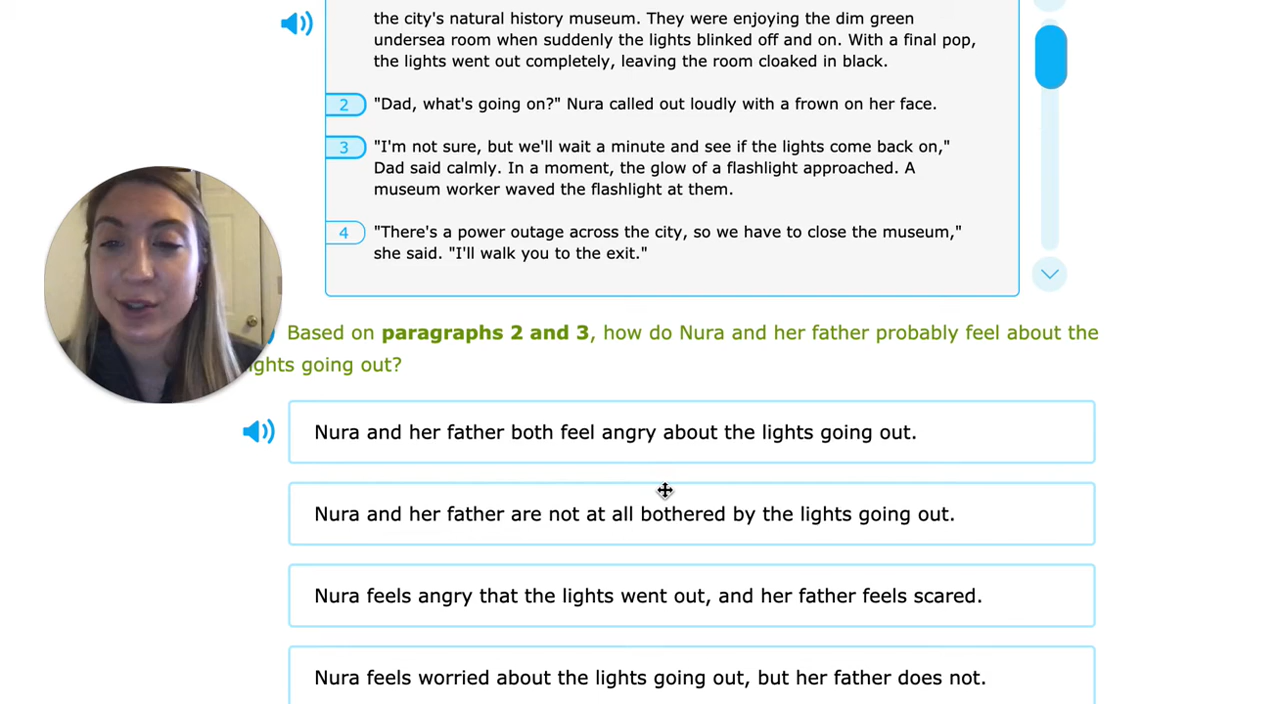 the city's natural history museum. They were enjoying the dim green
undersea room when suddenly the lights blinked off and on. With a final pop,
the lights went out completely, leaving the room cloaked in black.
2 "Dad, what's going on?" Nura called out loudly with a frown on her face.
3 "I'm not sure, but we'll wait a minute and see if the lights come back on,"
Dad said calmly. In a moment, the glow of a flashlight approached. A
museum worker waved the flashlight at them.
4 "There's a power outage across the city, so we have to close the museum,"
she said. "I'll walk you to the exit."
Based on paragraphs 2 and 3, how do Nura and her father probably feel about the
ghts going out?
Nura and her father both feel angry about the lights going out.
Nura and her father are not at all bothered by the lights going out.
Nura feels angry that the lights went out, and her father feels scared.
Nura feels worried about the lights going out, but her father does not.